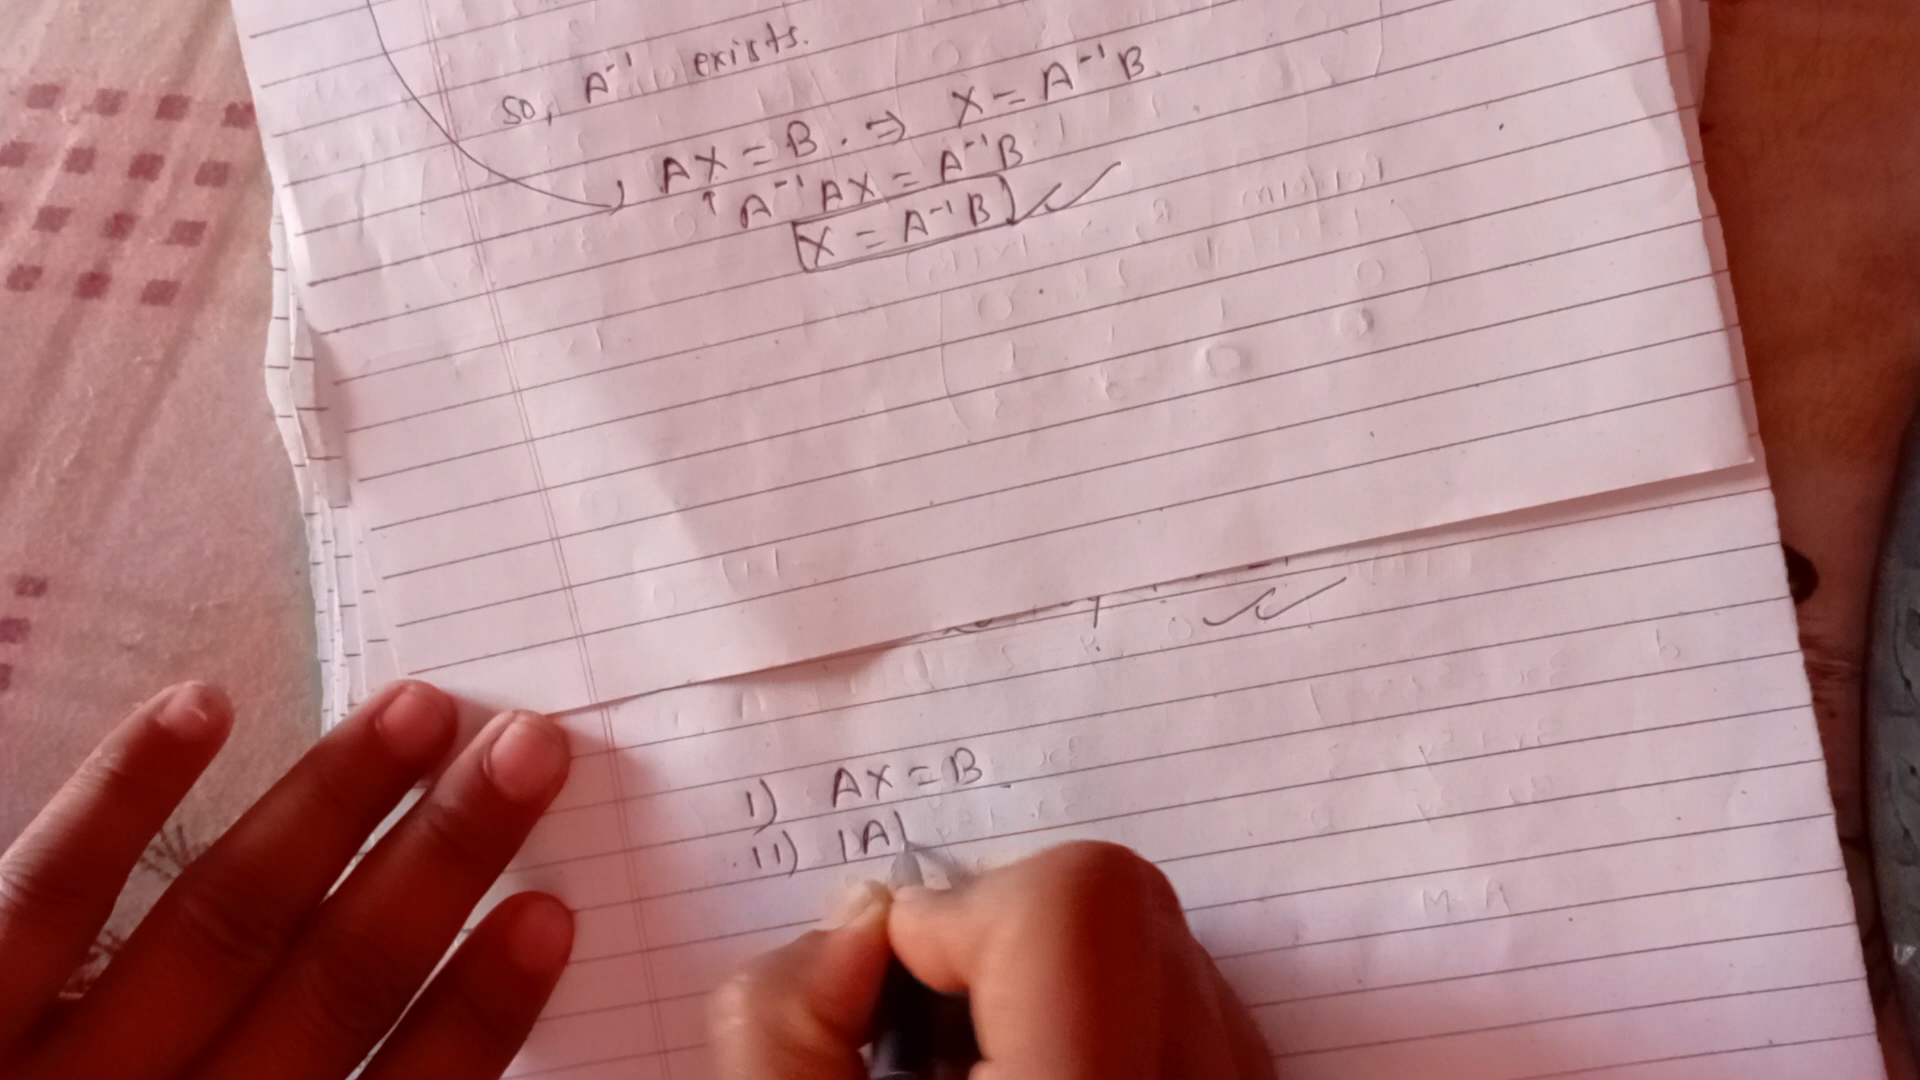 So, A⁻¹ exists.
AX = B. ⇒ X = A⁻¹B.
A⁻¹AX = A⁻¹B
X = A⁻¹B
I) AX = B
II) |A|